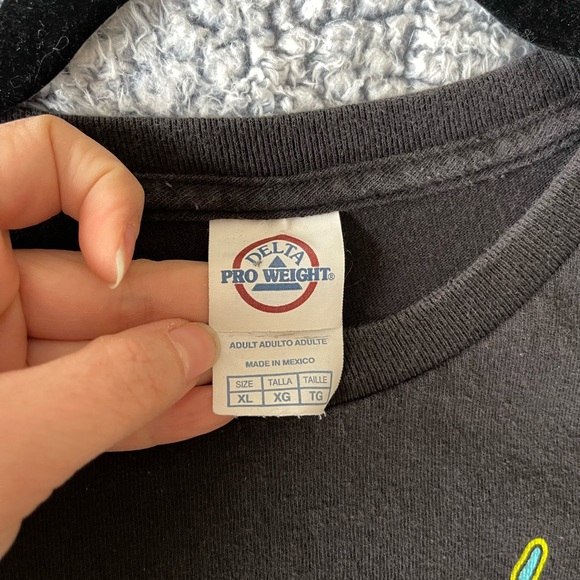 DELTA
PRO WEIGHT®
ADULT ADULTO ADULTE
MADE IN MEXICO
SIZE TALLA TAILLE
XL XG TG